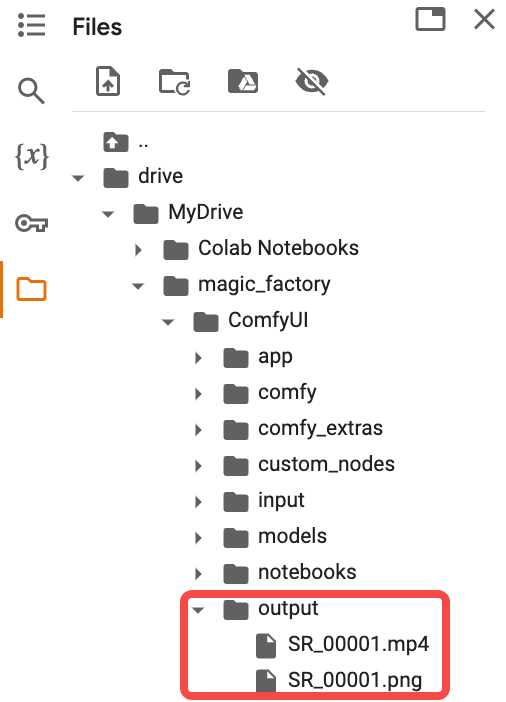 Files
{x}
..
drive
MyDrive
Colab Notebooks
magic_factory
ComfyUI
app
comfy
comfy_extras
custom_nodes
input
models
notebooks
output
SR_00001.mp4
SR_00001.png